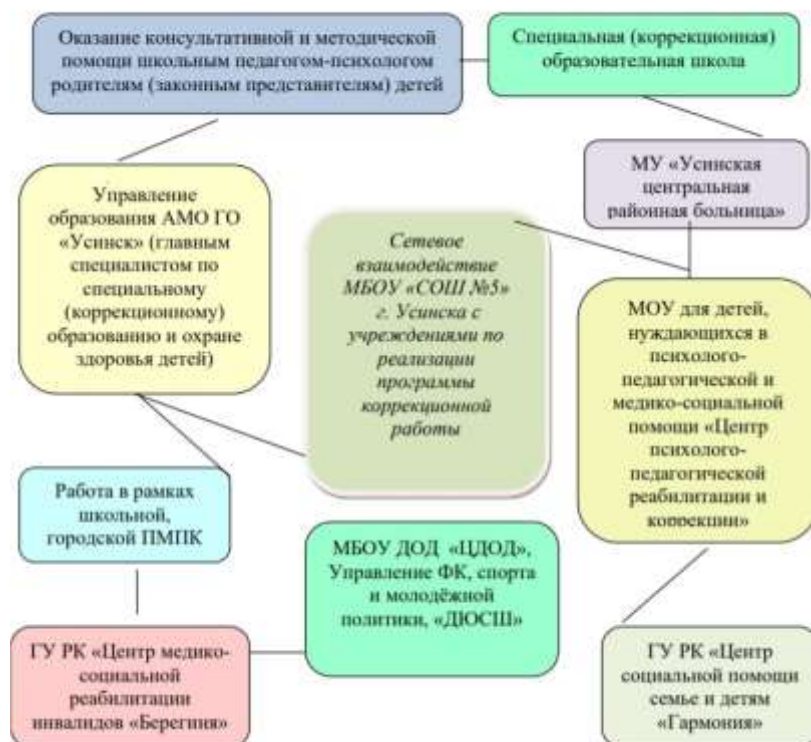 Оказание консультативной и методической
помощи школьным педагогом-психологом
родителям (законным представителям) детей
Специальная (коррекционная)
образовательная школа
МУ «Усинская
центральная
районная больница»
Управление
образования АМО ГО
«Усинск» (главным
специалистом по
специальному
(коррекционному)
образованию и охране
здоровья детей)
Сетевое
взаимодействие
МБОУ «СОШ №5»
г. Усинска с
учреждениями по
реализации
программы
коррекционной
работы
МОУ для детей,
нуждающихся в
психолого-
педагогической и
медико-социальной
помощи «Центр
психолого-
педагогической
реабилитации и
коррекции»
Работа в рамках
школьной,
городской ПМПК
МБОУ ДОД «ЦДОД»,
Управление ФК, спорта
и молодёжной
политики, «ДЮСШ»
ГУ РК «Центр медико-
социальной
реабилитации
инвалидов «Берегиня»
ГУ РК «Центр
социальной помощи
семье и детям
«Гармония»